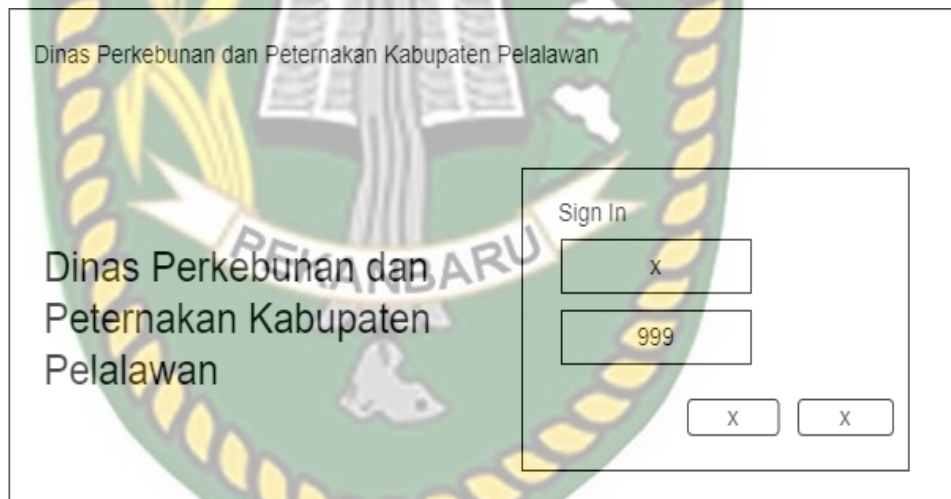 Dinas Perkebunan dan Peternakan Kabupaten Pelalawan
Sign In
x
999
x x
Dinas Perkebunan dan
Peternakan Kabupaten
Pelalawan
PEKANBARU